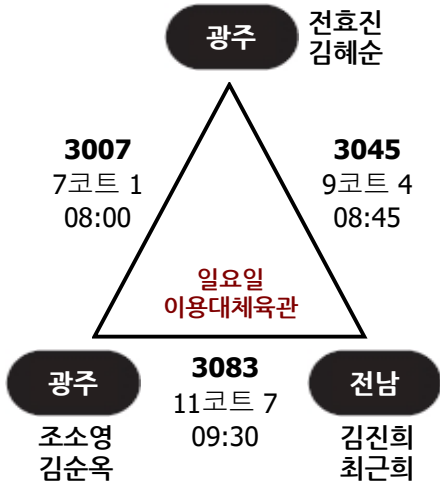 광주
전효진
김혜순
3007
7코트 1
08:00
3045
9코트 4
08:45
일요일
이용대체육관
광주
조소영
김순옥
3083
11코트 7
09:30
전남
김진희
최근희